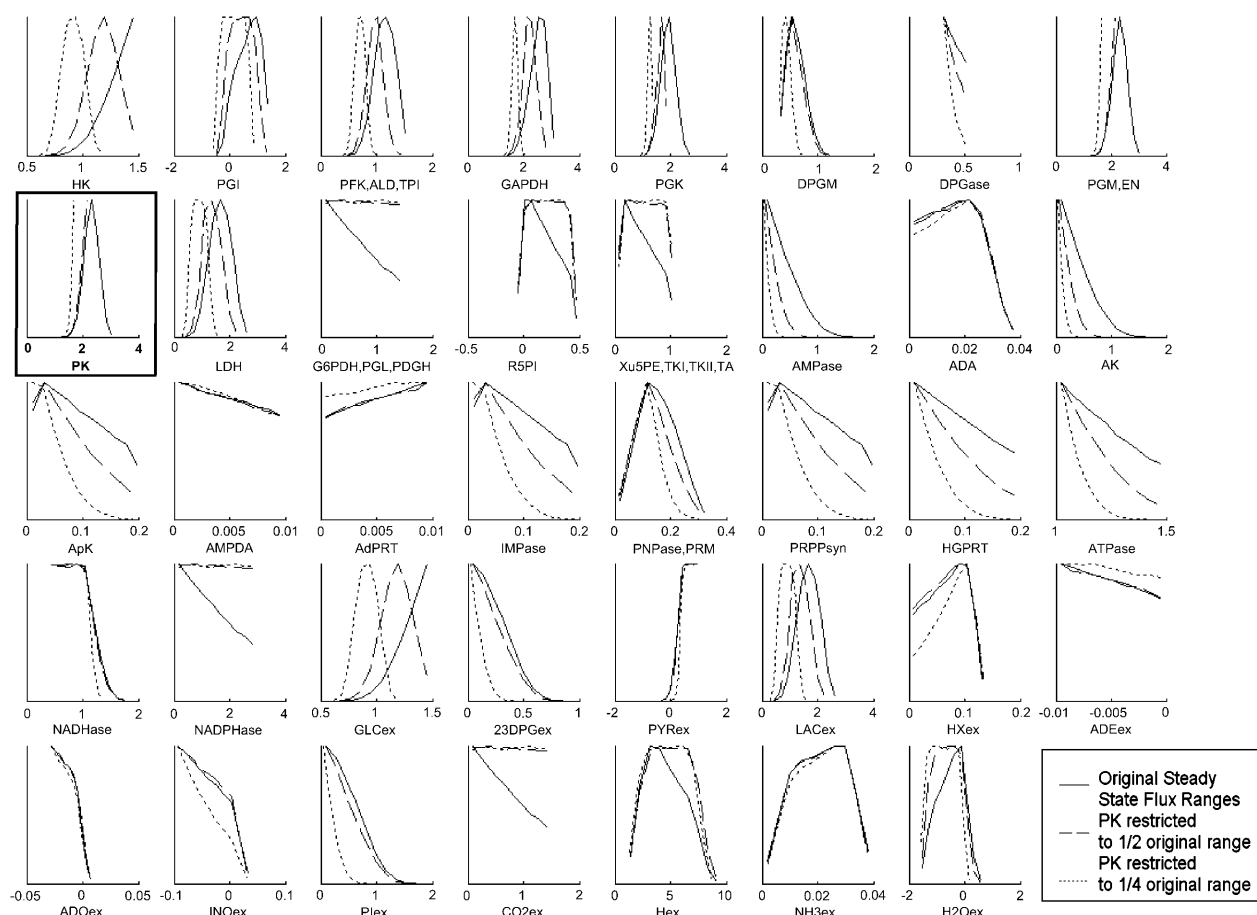 0.5 1 1.5
HK
-2 0 2
PGI
0 1 2
PFK,ALD,TPI
0 2 4
GAPDH
0 2 4
PGK
0 1 2
DPGM
0 0.5 1
DPGase
0 2 4
PGM,EN
0 2 4
PK
0 2 4
LDH
0 1 2
G6PDH,PGL,PDGH
-0.5 0 0.5
R5PI
0 1 2
Xu5PE,TKI,TKII,TA
0 1 2
AMPase
0 0.02 0.04
ADA
0 1 2
AK
0 0.1 0.2
ApK
0 0.005 0.01
AMPDA
0 0.005 0.01
AdPRT
0 0.1 0.2
IMPase
0 0.2 0.4
PNPase,PRM
0 0.1 0.2
PRPPsyn
0 0.1 0.2
HGPRT
1 1.5
ATPase
0 1 2
NADHase
0 2 4
NADPHase
0.5 1 1.5
GLCex
0 0.5 1
23DPGex
-2 0 2
PYRex
0 2 4
LACex
0 0.1 0.2
HXex
-0.01 -0.005 0
ADEex
-0.05 0 0.05
ADOex
-0.1 0 0.1
INOex
0 1 2
PIex
0 1 2
CO2ex
0 5 10
Hex
0 0.02 0.04
NH3ex
-2 0 2
H2Oex
Original Steady
State Flux Ranges
PK restricted
to 1/2 original range
PK restricted
to 1/4 original range